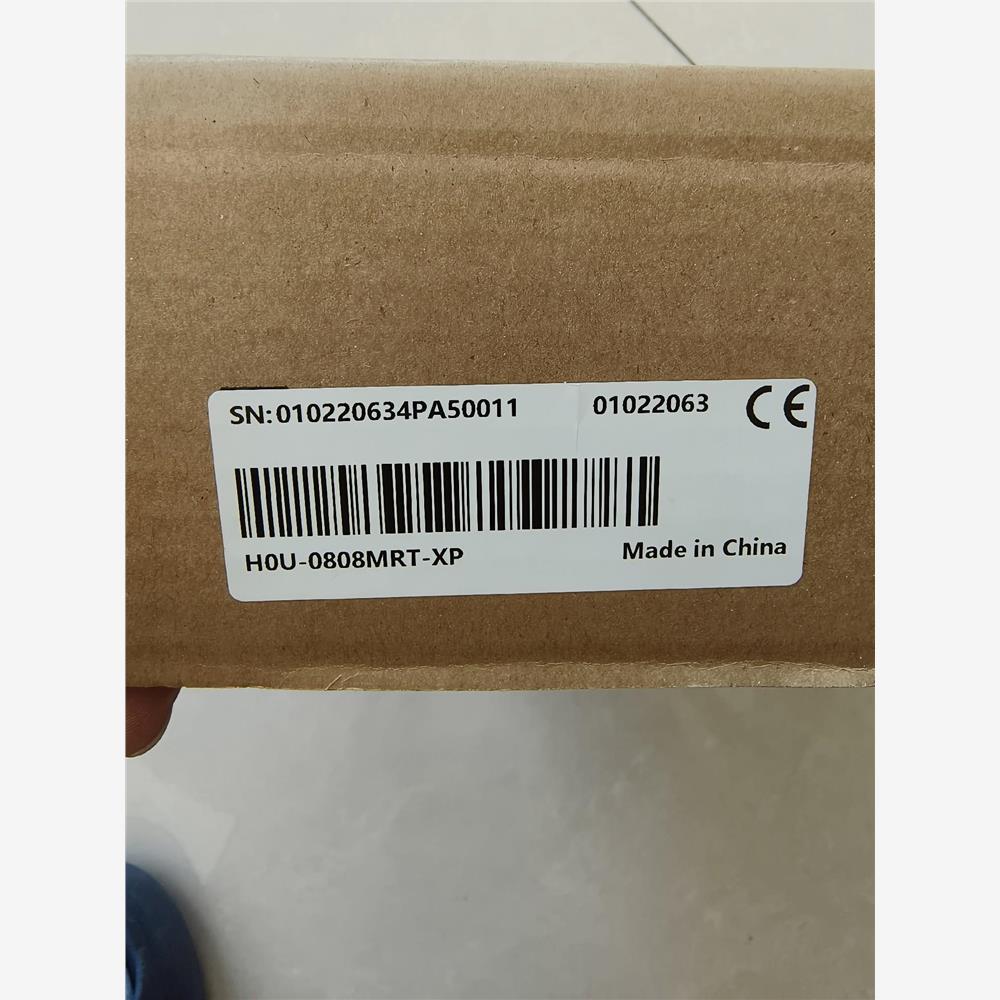 SN:010220634PA50011 01022063 CE
H0U-0808MRT-XP Made in China